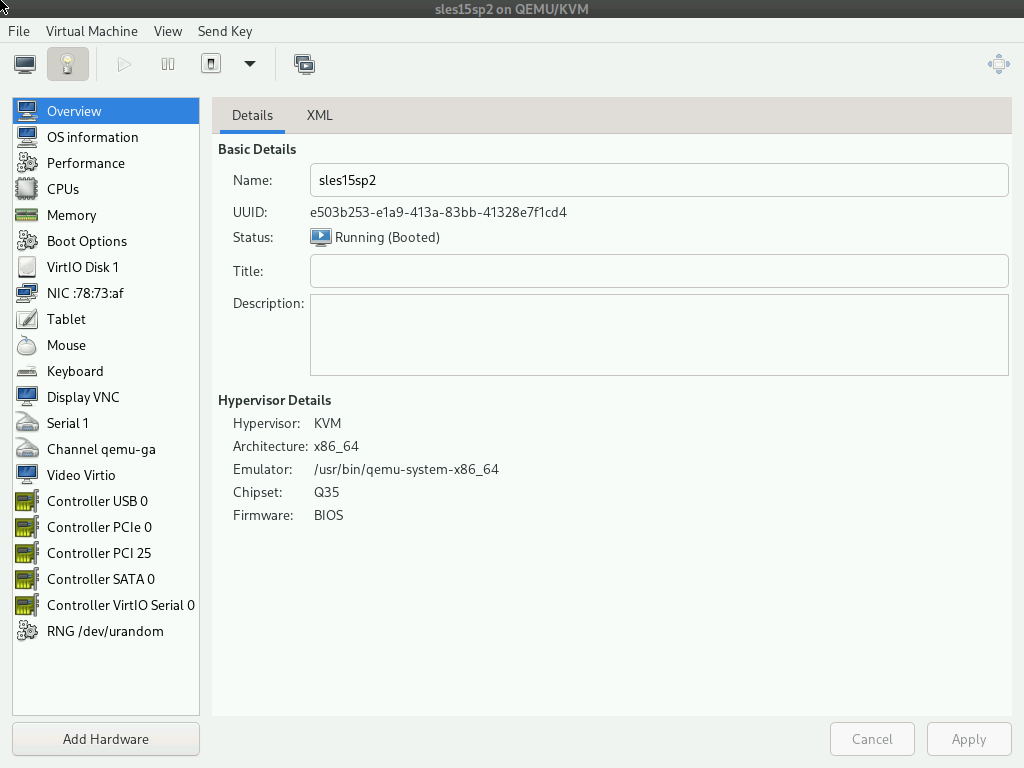 sles15sp2 on QEMU/KVM
File Virtual Machine View Send Key
Overview
OS information
Performance
CPUs
Memory
Boot Options
VirtIO Disk 1
NIC :78:73:af
Tablet
Mouse
Keyboard
Display VNC
Serial 1
Channel qemu-ga
Video Virtio
Controller USB 0
Controller PCIe 0
Controller PCI 25
Controller SATA 0
Controller VirtIO Serial 0
RNG /dev/urandom
Add Hardware
Details XML
Basic Details
Name: sles15sp2
UUID: e503b253-e1a9-413a-83bb-41328e7f1cd4
Status: Running (Booted)
Title:
Description:
Hypervisor Details
Hypervisor: KVM
Architecture: x86_64
Emulator: /usr/bin/qemu-system-x86_64
Chipset: Q35
Firmware: BIOS
Cancel Apply